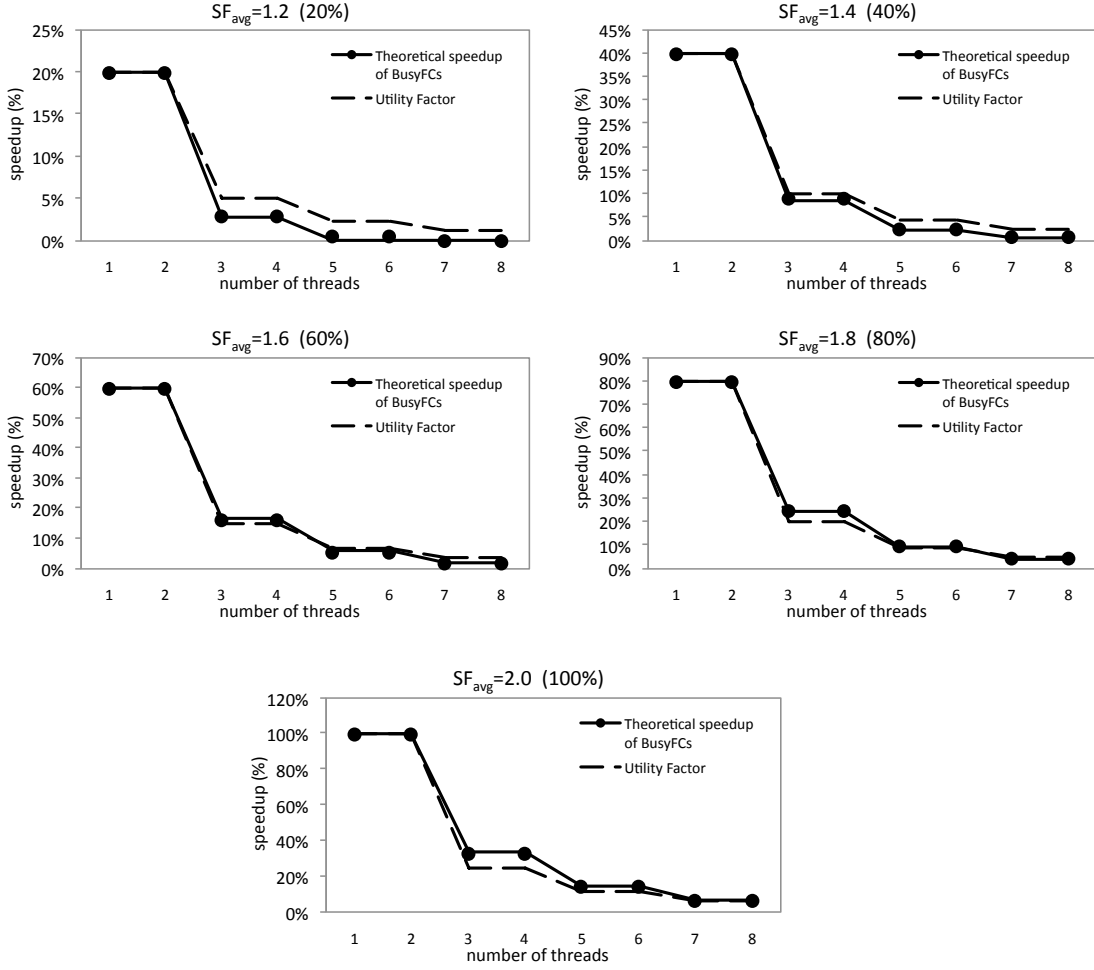 SFavg=1.2 (20%)
25%
20%
15%
10%
5%
0%
speedup (%)
Theoretical speedup
of BusyFCs
Utility Factor
1 2 3 4 5 6 7 8
number of threads
SFavg=1.4 (40%)
45%
40%
35%
30%
25%
20%
15%
10%
5%
0%
speedup (%)
Theoretical speedup
of BusyFCs
Utility Factor
1 2 3 4 5 6 7 8
number of threads
SFavg=1.6 (60%)
70%
60%
50%
40%
30%
20%
10%
0%
speedup (%)
Theoretical speedup
of BusyFCs
Utility Factor
1 2 3 4 5 6 7 8
number of threads
SFavg=1.8 (80%)
90%
80%
70%
60%
50%
40%
30%
20%
10%
0%
speedup (%)
Theoretical speedup
of BusyFCs
Utility Factor
1 2 3 4 5 6 7 8
number of threads
SFavg=2.0 (100%)
120%
100%
80%
60%
40%
20%
0%
speedup (%)
Theoretical speedup
of BusyFCs
Utility Factor
1 2 3 4 5 6 7 8
number of threads